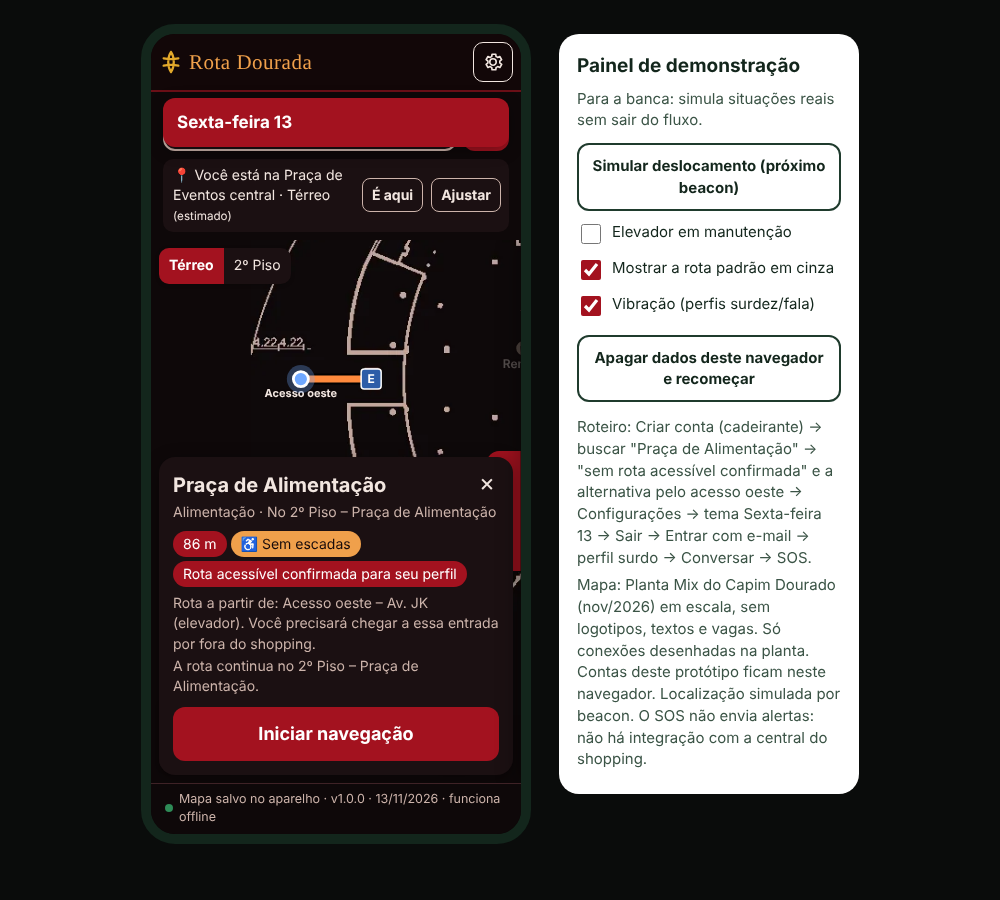 Rota Dourada
Sexta-feira 13
📍 Você está na Praça de
Eventos central · Térreo
(estimado)
É aqui
Ajustar
Térreo
2º Piso
4.22 4.22
E
Acesso oeste
Praça de Alimentação
✕
Alimentação · No 2º Piso – Praça de Alimentação
86 m
♿ Sem escadas
Rota acessível confirmada para seu perfil
Rota a partir de: Acesso oeste – Av. JK
(elevador). Você precisará chegar a essa entrada
por fora do shopping.
A rota continua no 2º Piso – Praça de
Alimentação.
Iniciar navegação
Mapa salvo no aparelho · v1.0.0 · 13/11/2026 · funciona
offline
Painel de demonstração
Para a banca: simula situações reais
sem sair do fluxo.
Simular deslocamento (próximo
beacon)
Elevador em manutenção
Mostrar a rota padrão em cinza
Vibração (perfis surdez/fala)
Apagar dados deste navegador
e recomeçar
Roteiro: Criar conta (cadeirante) →
buscar "Praça de Alimentação" →
"sem rota acessível confirmada" e a
alternativa pelo acesso oeste →
Configurações → tema Sexta-feira
13 → Sair → Entrar com e-mail →
perfil surdo → Conversar → SOS.
Mapa: Planta Mix do Capim Dourado
(nov/2026) em escala, sem
logotipos, textos e vagas. Só
conexões desenhadas na planta.
Contas deste protótipo ficam neste
navegador. Localização simulada por
beacon. O SOS não envia alertas:
não há integração com a central do
shopping.